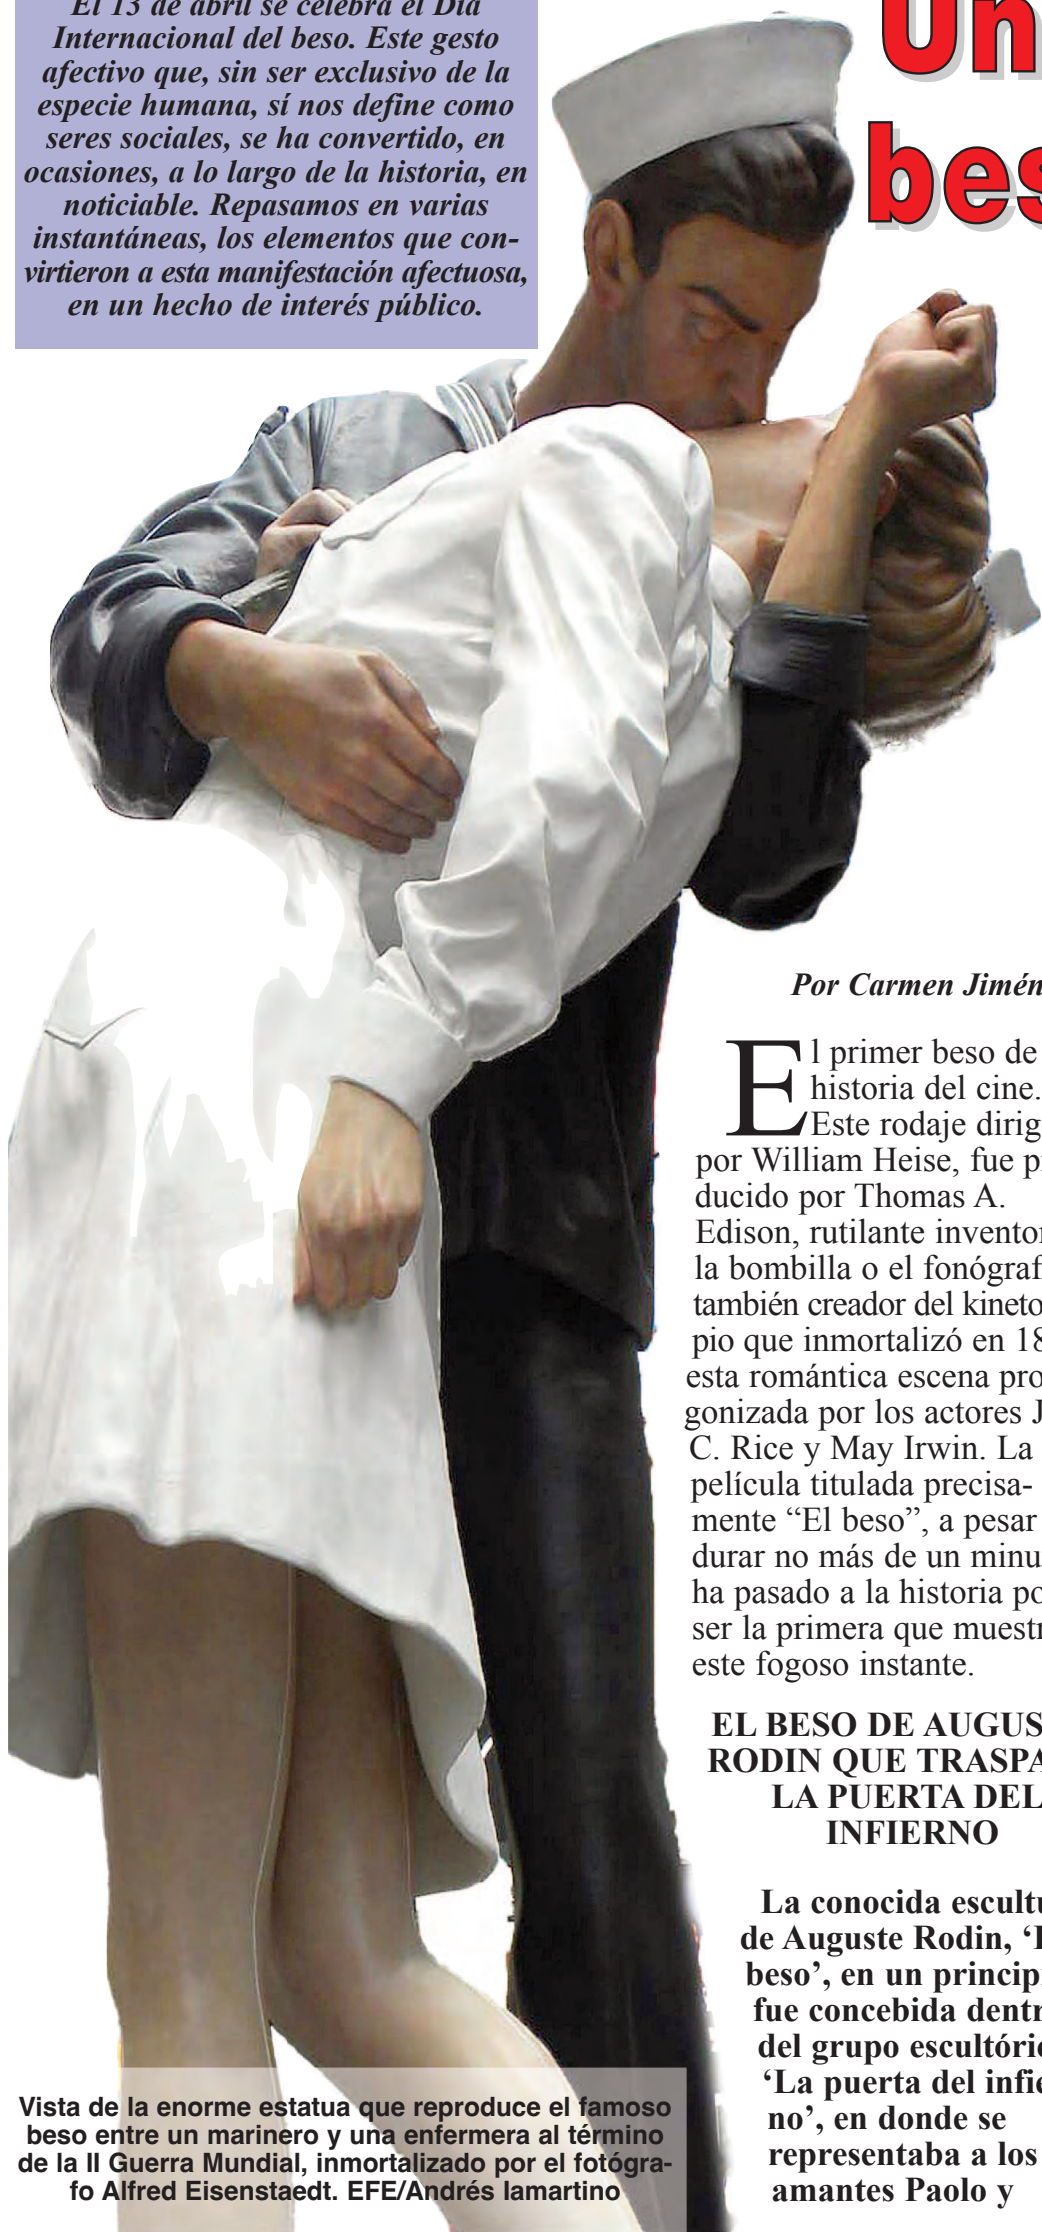 El 13 de abril se celebra el Día
Internacional del beso. Este gesto
afectivo que, sin ser exclusivo de la
especie humana, sí nos define como
seres sociales, se ha convertido, en
ocasiones, a lo largo de la historia, en
noticiable. Repasamos en varias
instantáneas, los elementos que con-
virtieron a esta manifestación afectuosa,
en un hecho de interés público.
Un
bes
Por Carmen Jimén
El primer beso de
historia del cine.
Este rodaje dirig
por William Heise, fue p
ducido por Thomas A.
Edison, rutilante invento
la bombilla o el fonógraf
también creador del kineto
pio que inmortalizó en 18
esta romántica escena pro
gonizada por los actores J
C. Rice y May Irwin. La
película titulada precisa-
mente “El beso”, a pesar
durar no más de un minu
ha pasado a la historia po
ser la primera que muest
este fogoso instante.
EL BESO DE AUGUS
RODIN QUE TRASPA
LA PUERTA DEL
INFIERNO
La conocida escultu
de Auguste Rodin, ‘E
beso’, en un princip
fue concebida dentr
del grupo escultóric
‘La puerta del infie
no’, en donde se
representaba a los
amantes Paolo y
Vista de la enorme estatua que reproduce el famoso
beso entre un marinero y una enfermera al término
de la II Guerra Mundial, inmortalizado por el fotógra-
fo Alfred Eisenstaedt. EFE/Andrés Iamartino